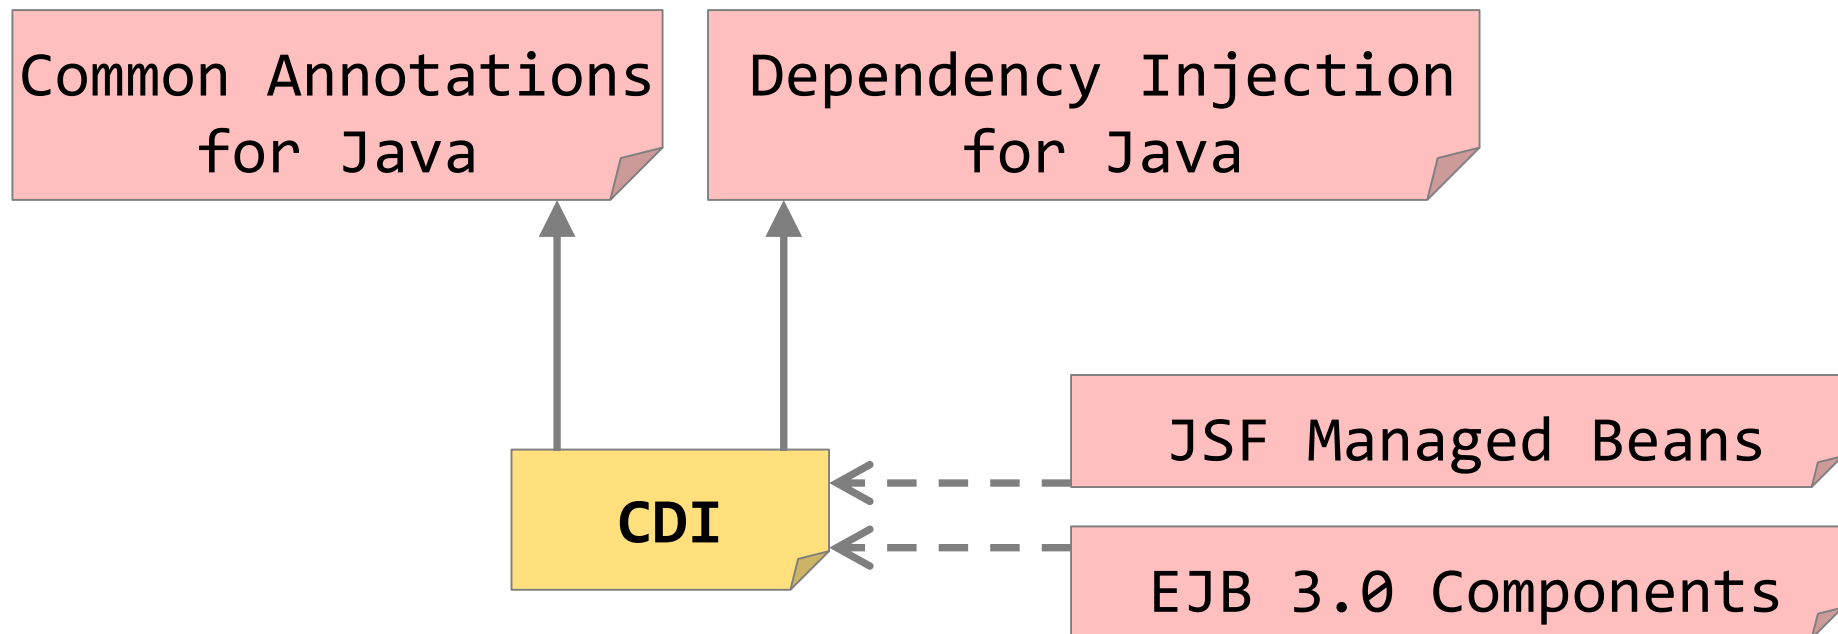 Common Annotations
for Java
Dependency Injection
for Java
CDI
JSF Managed Beans
EJB 3.0 Components